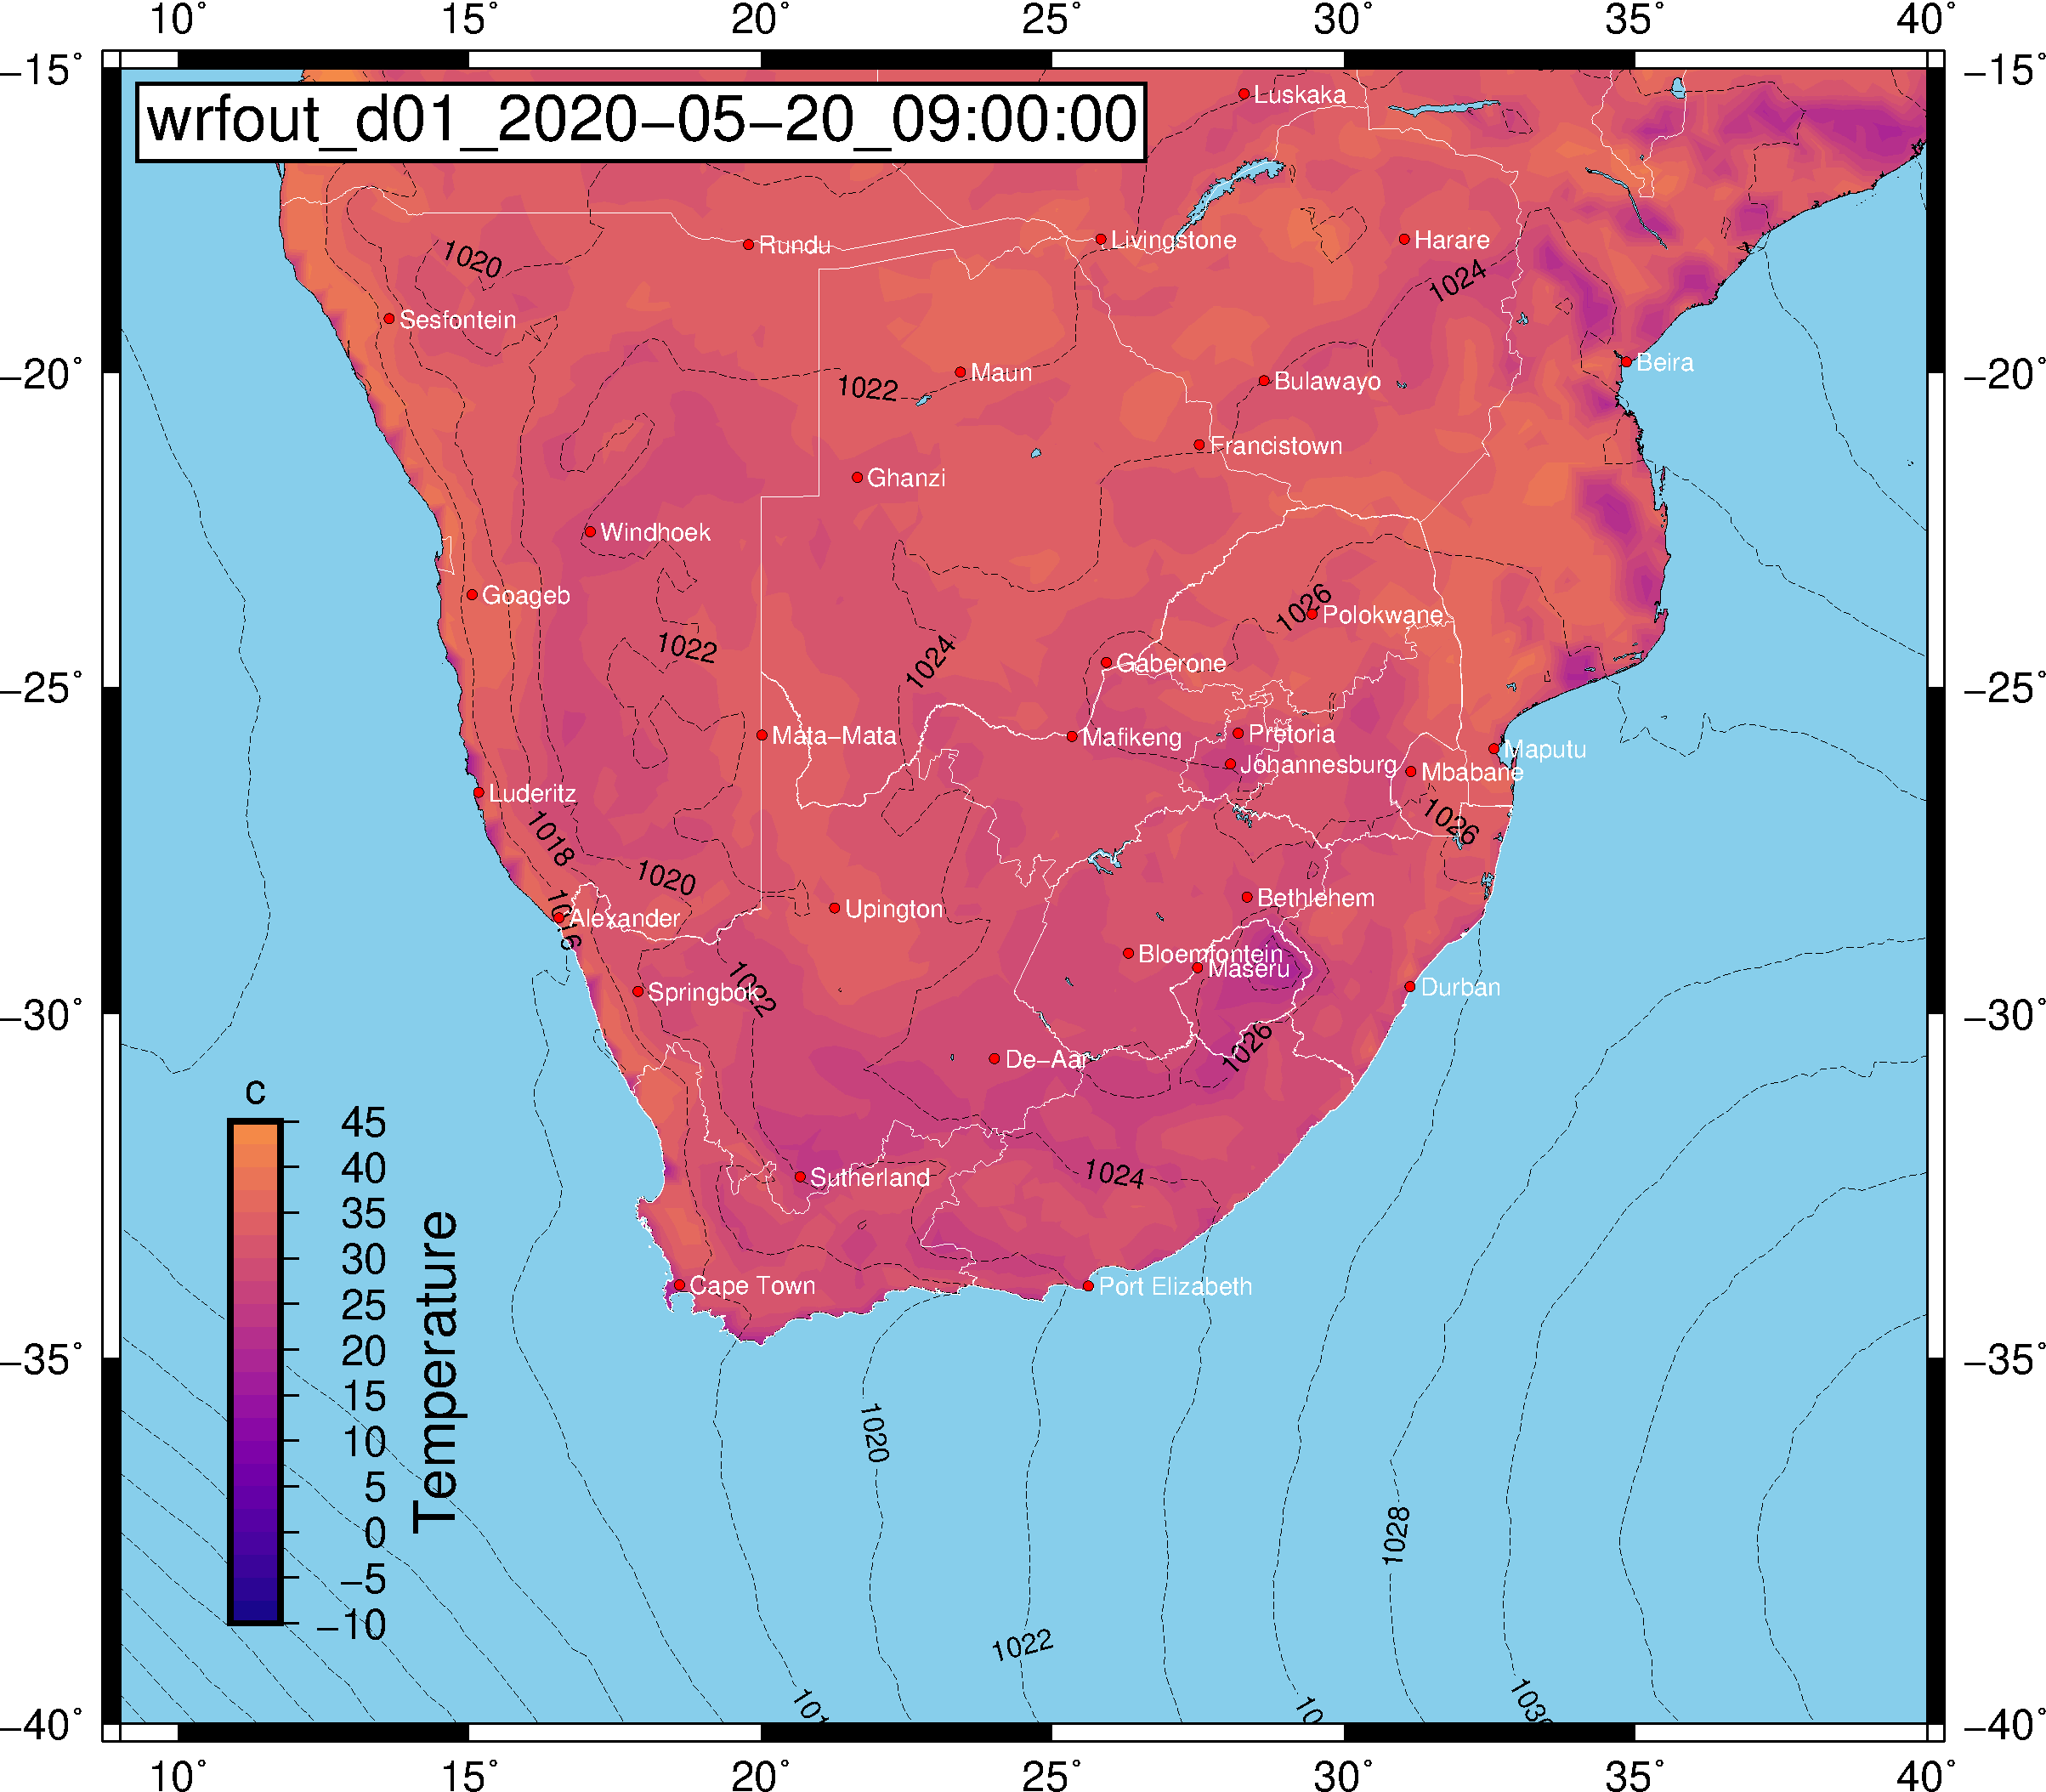 10° 15° 20° 25° 30° 35° 40°
−15° −15°
wrfout_d01_2020−05−20_09:00:00
Luskaka
Rundu
Livingstone
Harare
1020
1024
Sesfontein
−20° −20°
Maun
1022
Bulawayo
Beira
Francistown
Ghanzi
Windhoek
Goageb
1026
Polokwane
1022
1024
Gaberone
−25° −25°
Mata−Mata
Mafikeng
Pretoria
Johannesburg
Maputu
Mbabane
Luderitz
1018
1026
1020
Upington
Bethlehem
Alexander
1016
Bloemfontein
Maseru
Springbok
1022
Durban
−30° −30°
1026
De−Aar
c
45
40
35
30
25
20
15
10
5
0
−5
−10
Temperature
Sutherland
1024
Cape Town
Port Elizabeth
−35° −35°
1020
1028
1022
101
10
1030
−40° −40°
10° 15° 20° 25° 30° 35° 40°